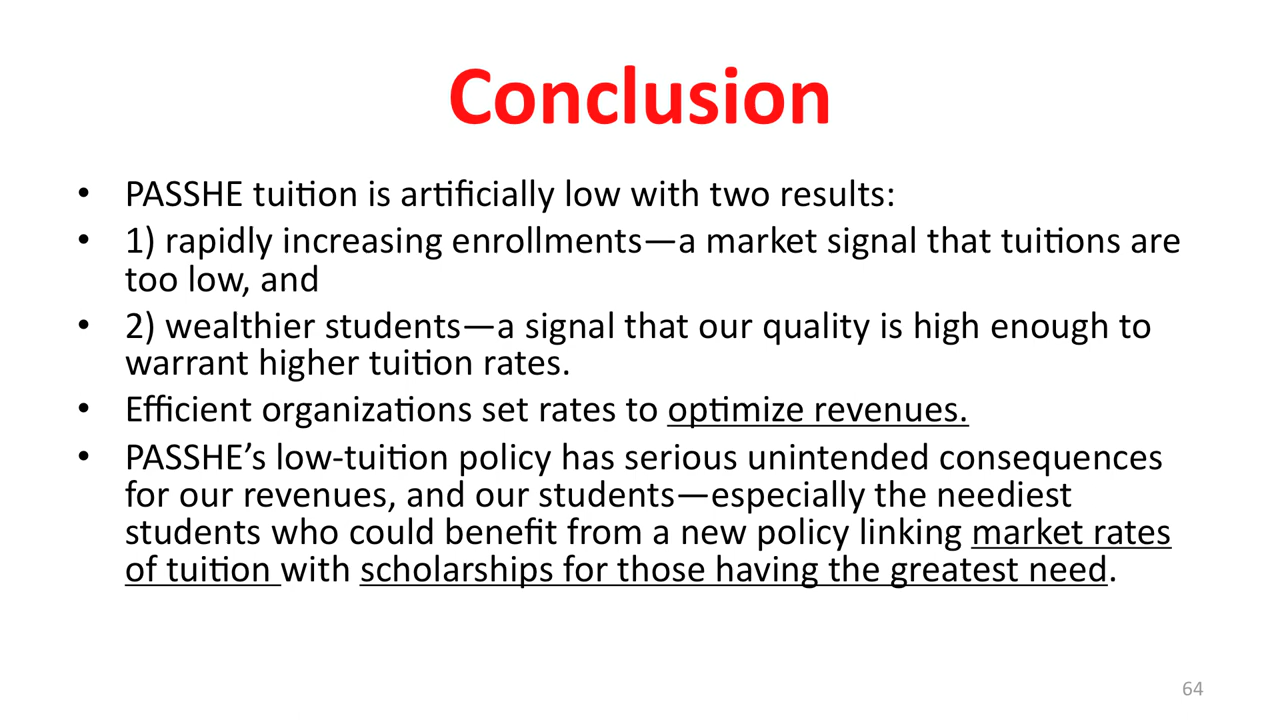 Conclusion
• PASSHE tuition is artificially low with two results:
• 1) rapidly increasing enrollments—a market signal that tuitions are
too low, and
• 2) wealthier students—a signal that our quality is high enough to
warrant higher tuition rates.
• Efficient organizations set rates to optimize revenues.
• PASSHE’s low-tuition policy has serious unintended consequences
for our revenues, and our students—especially the neediest
students who could benefit from a new policy linking market rates
of tuition with scholarships for those having the greatest need.
64